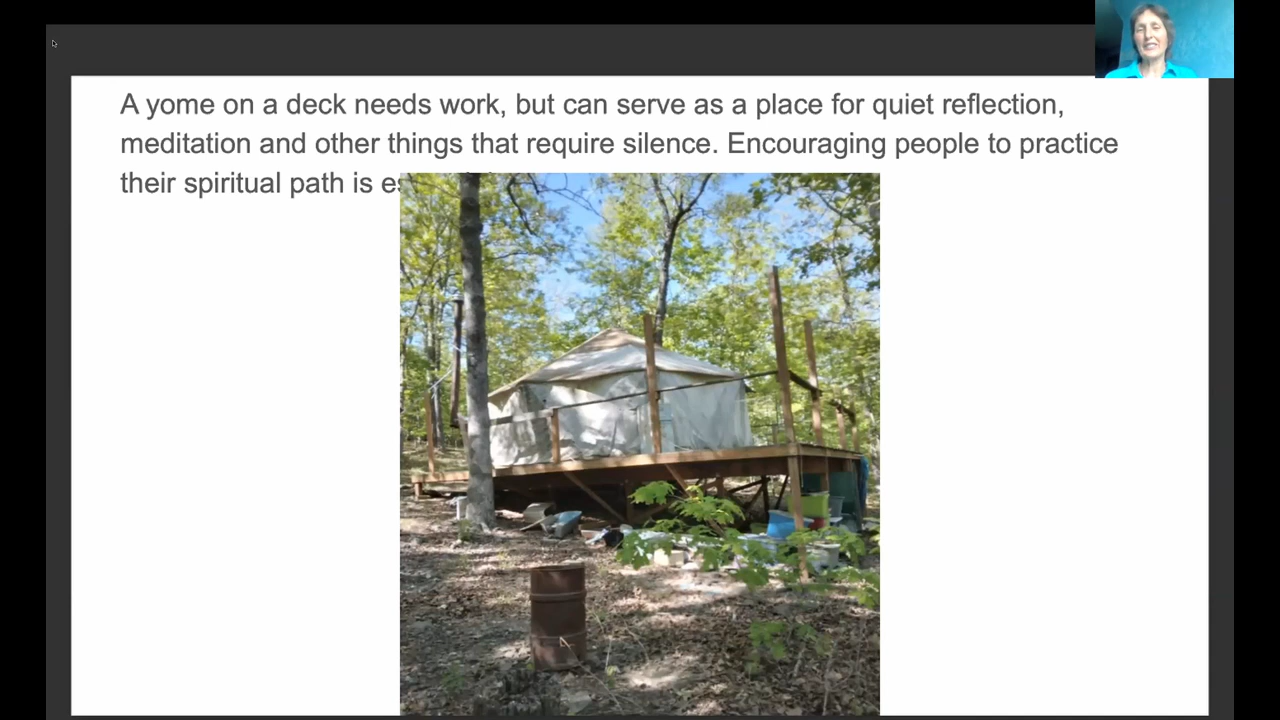 A yome on a deck needs work, but can serve as a place for quiet reflection,
meditation and other things that require silence. Encouraging people to practice
their spiritual path is